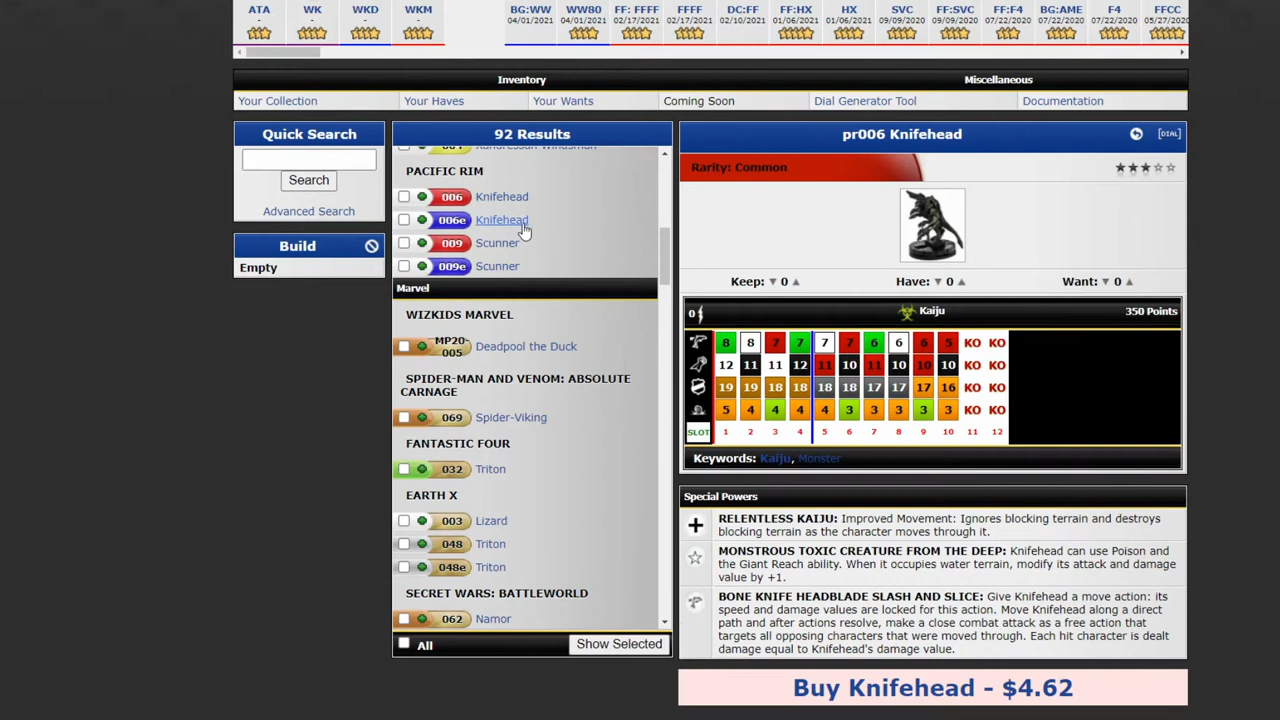 ATA WK WKD WKM BG:WW WW80 FF: FFFF FFFF DC:FF FF:HX HX SVC FF:SVC FF:F4 BG:AME F4 FFCC
- - - - 04/01/2021 04/01/2021 02/17/2021 02/17/2021 02/10/2021 01/06/2021 01/06/2021 09/09/2020 09/09/2020 07/22/2020 07/22/2020 07/22/2020 05/27/2020
Inventory Miscellaneous
Your Collection Your Haves Your Wants Coming Soon Dial Generator Tool Documentation
Quick Search
Search
Advanced Search
Build
Empty
92 Results
Xandressan Windsman
PACIFIC RIM
006 Knifehead
006e Knifehead
009 Scunner
009e Scunner
Marvel
WIZKIDS MARVEL
MP20-005 Deadpool the Duck
SPIDER-MAN AND VENOM: ABSOLUTE
CARNAGE
069 Spider-Viking
FANTASTIC FOUR
032 Triton
EARTH X
003 Lizard
048 Triton
048e Triton
SECRET WARS: BATTLEWORLD
062 Namor
All Show Selected
pr006 Knifehead [DIAL]
Rarity: Common
Keep: 0 Have: 0 Want: 0
0 Kaiju 350 Points
8 8 7 7 7 7 6 6 6 5 KO KO
12 11 11 12 11 10 11 10 10 10 KO KO
19 19 18 18 18 18 17 17 17 16 KO KO
5 4 4 4 4 3 3 3 3 3 KO KO
SLOT 1 2 3 4 5 6 7 8 9 10 11 12
Keywords: Kaiju, Monster
Special Powers
RELENTLESS KAIJU: Improved Movement: Ignores blocking terrain and destroys
blocking terrain as the character moves through it.
MONSTROUS TOXIC CREATURE FROM THE DEEP: Knifehead can use Poison and
the Giant Reach ability. When it occupies water terrain, modify its attack and damage
value by +1.
BONE KNIFE HEADBLADE SLASH AND SLICE: Give Knifehead a move action: its
speed and damage values are locked for this action. Move Knifehead along a direct
path and after actions resolve, make a close combat attack as a free action that
targets all opposing characters that were moved through. Each hit character is dealt
damage equal to Knifehead's damage value.
Buy Knifehead - $4.62